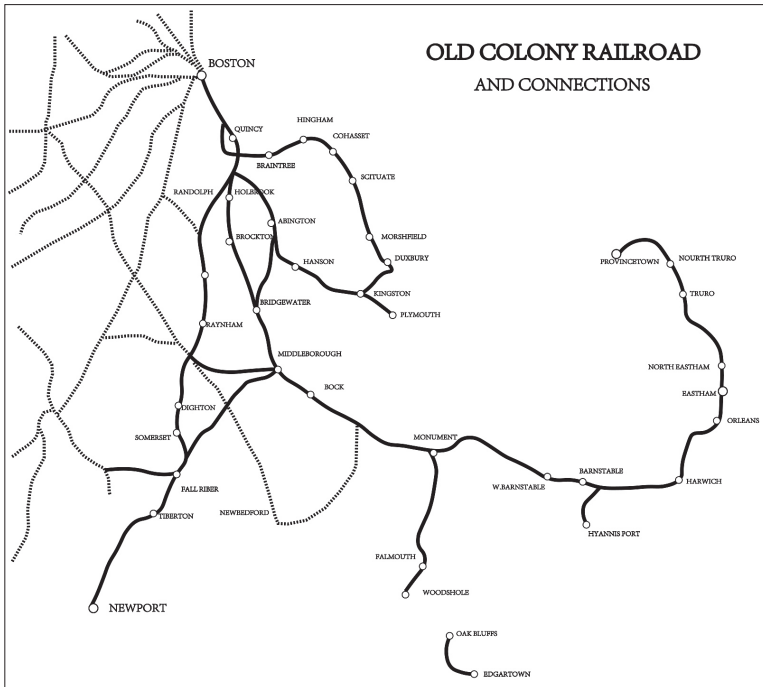 OLD COLONY RAILROAD
AND CONNECTIONS
BOSTON
QUINCY
HINGHAM
COHASSET
BRAINTREE
SCITUATE
RANDOLPH
HOLBROOK
ABINGTON
BROCKTON
MORSHFIELD
HANSON
DUXBURY
KINGSTON
BRIDGEWATER
PLYMOUTH
RAYNHAM
MIDDLEBOROUGH
BOCK
DIGHTON
SOMERSET
MONUMENT
FALL RIBER
TIBERTON
NEWBEDFORD
NEWPORT
W.BARNSTABLE
BARNSTABLE
HYANNIS PORT
HARWICH
ORLEANS
EASTHAM
NORTH EASTHAM
TRURO
NOURTH TRURO
PROVINCETOWN
FALMOUTH
WOODSHOLE
OAK BLUFFS
EDGARTOWN